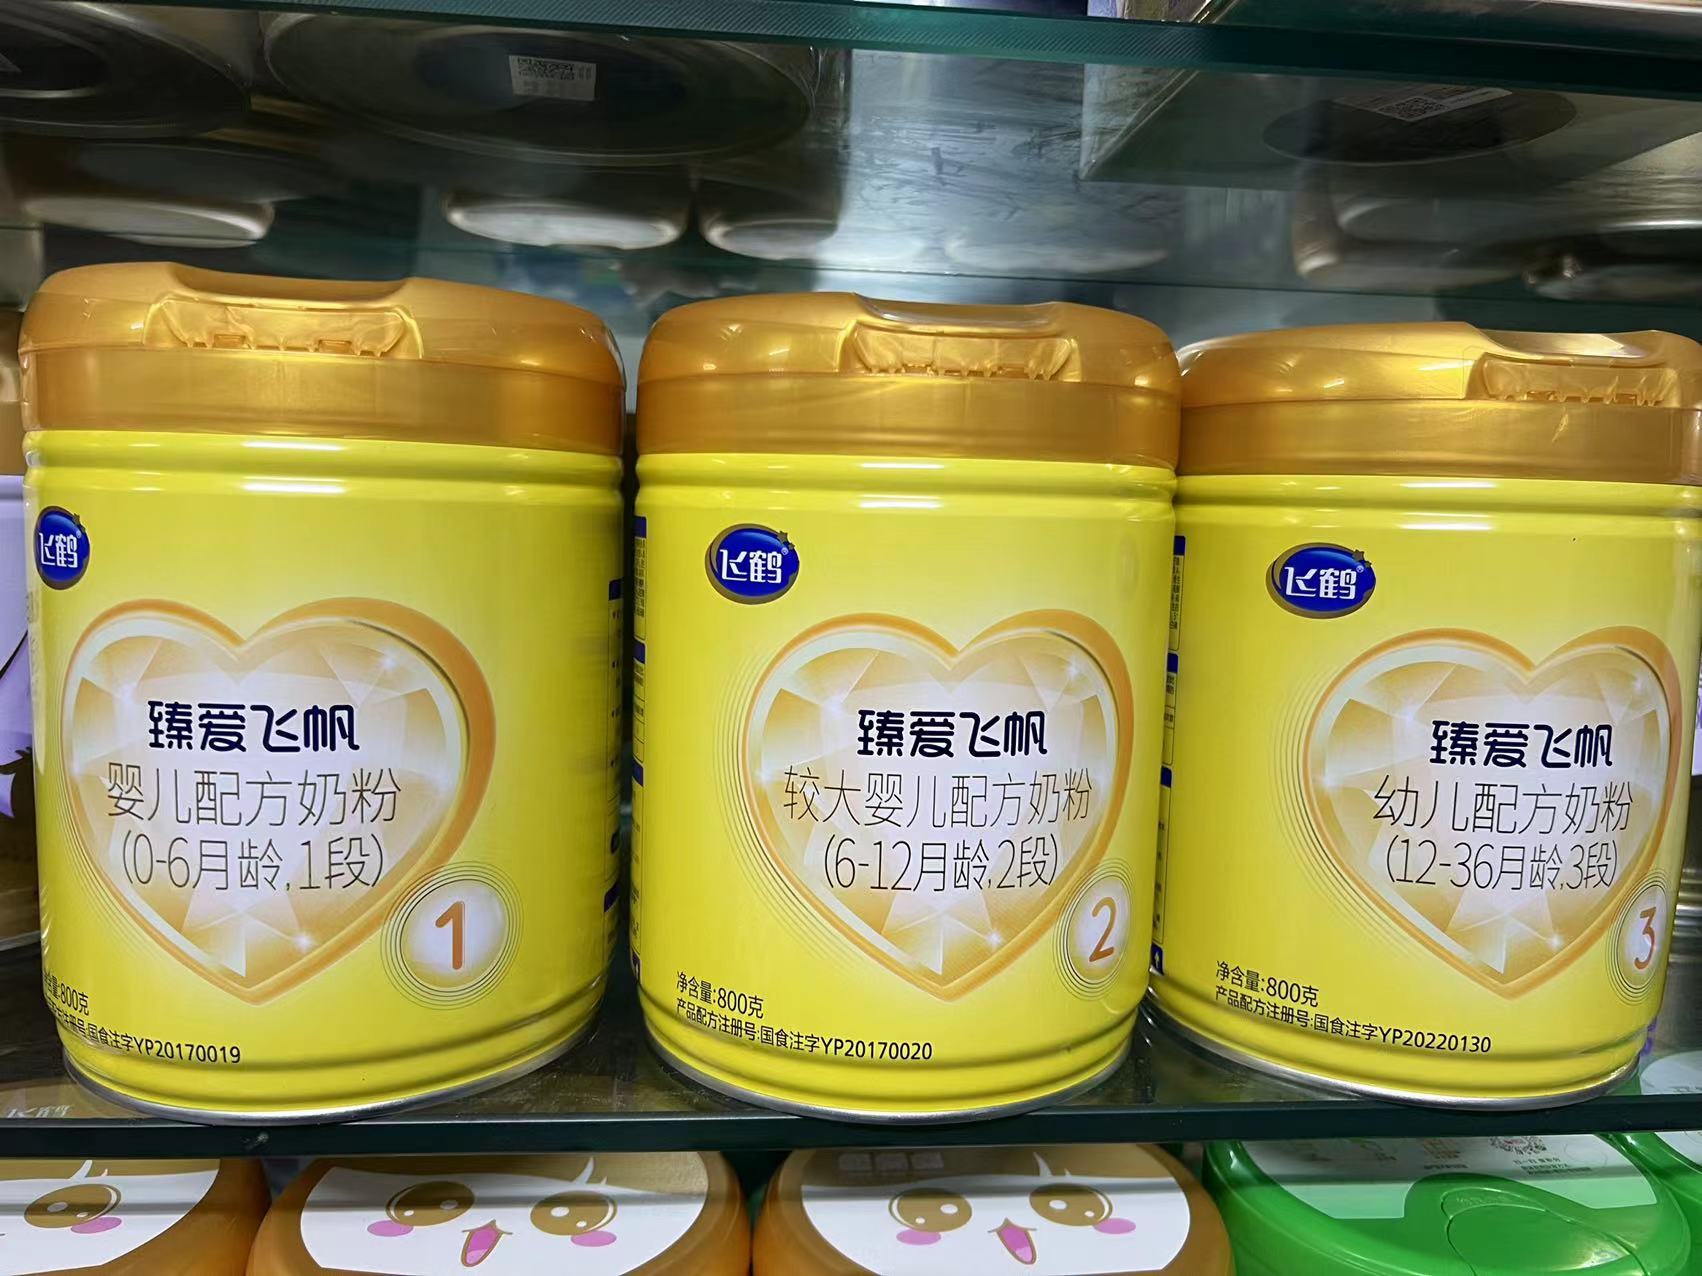 飞鹤
臻爱飞帆
婴儿配方奶粉
(0-6月龄,1段)
1
净含量:800克
国食注字YP20170019
飞鹤
臻爱飞帆
较大婴儿配方奶粉
(6-12月龄,2段)
2
净含量:800克
产品配方注册号:国食注字YP20170020
飞鹤
臻爱飞帆
幼儿配方奶粉
(12-36月龄,3段)
3
净含量:800克
产品配方注册号:国食注字YP20220130